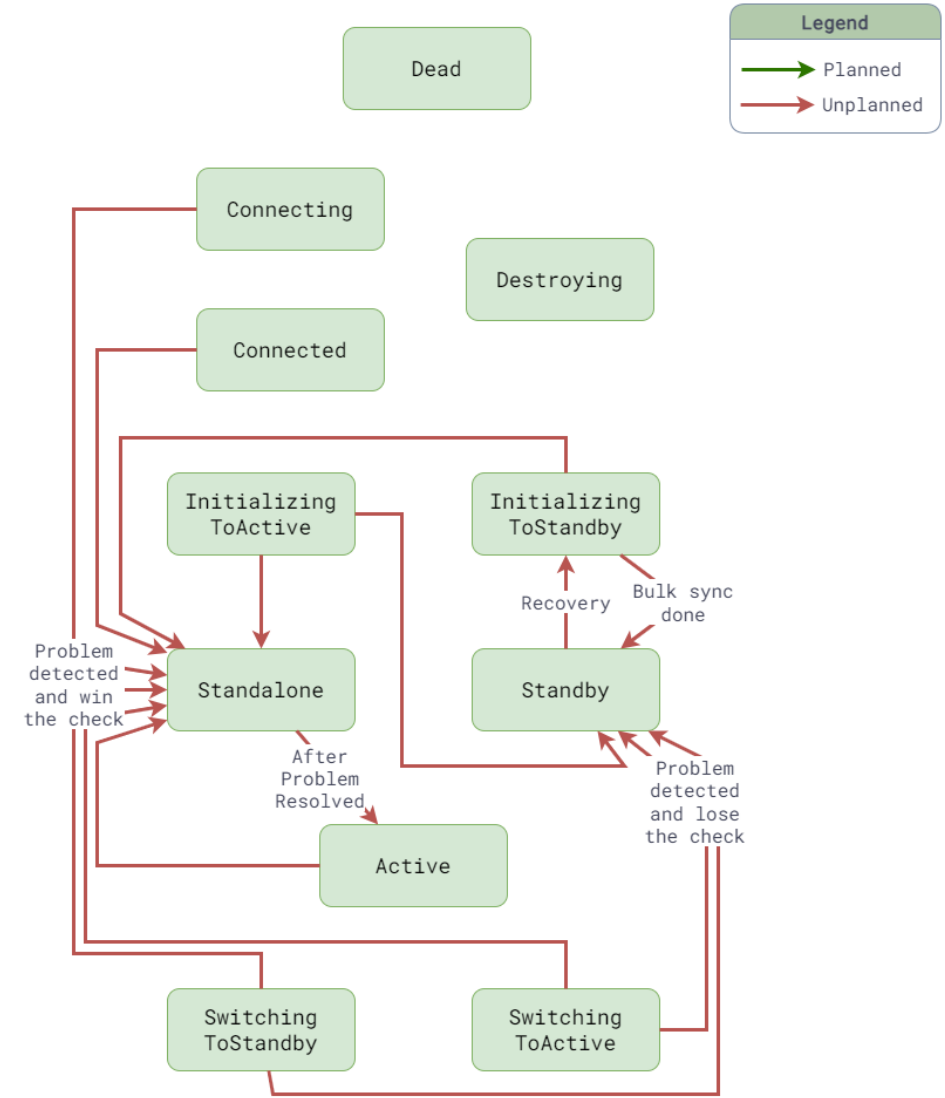 Legend
Planned
Unplanned
Dead
Connecting
Destroying
Connected
Initializing
ToActive
Initializing
ToStandby
Recovery
Bulk sync
done
Problem
detected
and win
the check
Standalone
Standby
After
Problem
Resolved
Problem
detected
and lose
the check
Active
Switching
ToStandby
Switching
ToActive